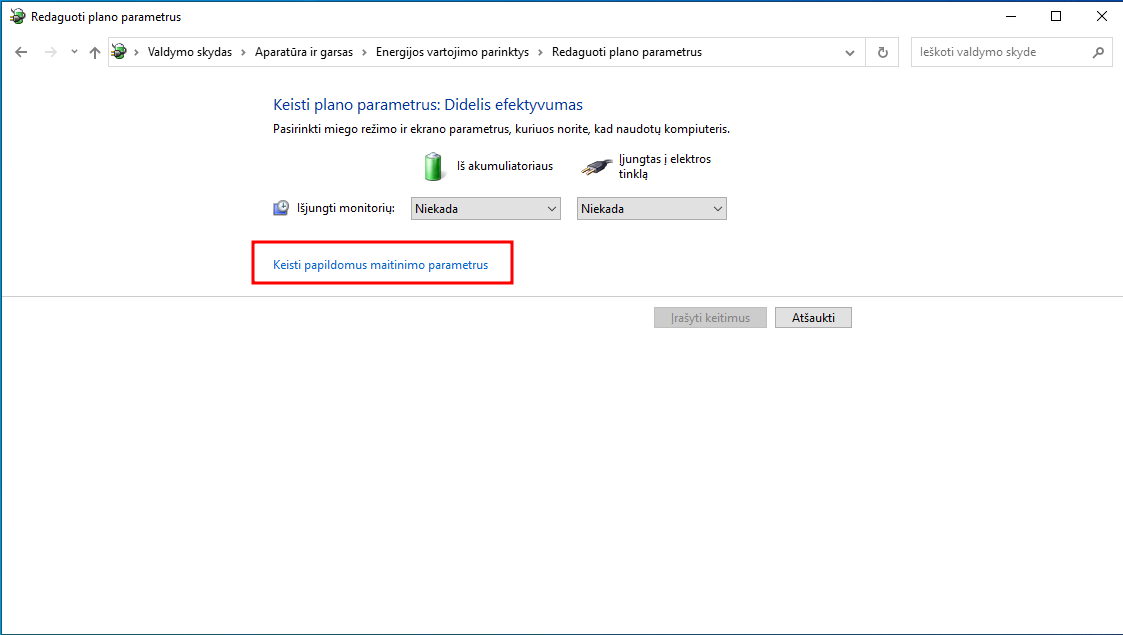 Redaguoti plano parametrus
Valdymo skydas > Aparatūra ir garsas > Energijos vartojimo parinktys > Redaguoti plano parametrus
Ieškoti valdymo skyde
Keisti plano parametrus: Didelis efektyvumas
Pasirinkti miego režimo ir ekrano parametrus, kuriuos norite, kad naudotų kompiuteris.
Iš akumuliatoriaus
Įjungtas į elektros
tinklą
Išjungti monitorių: Niekada Niekada
Keisti papildomus maitinimo parametrus
Įrašyti keitimus Atšaukti